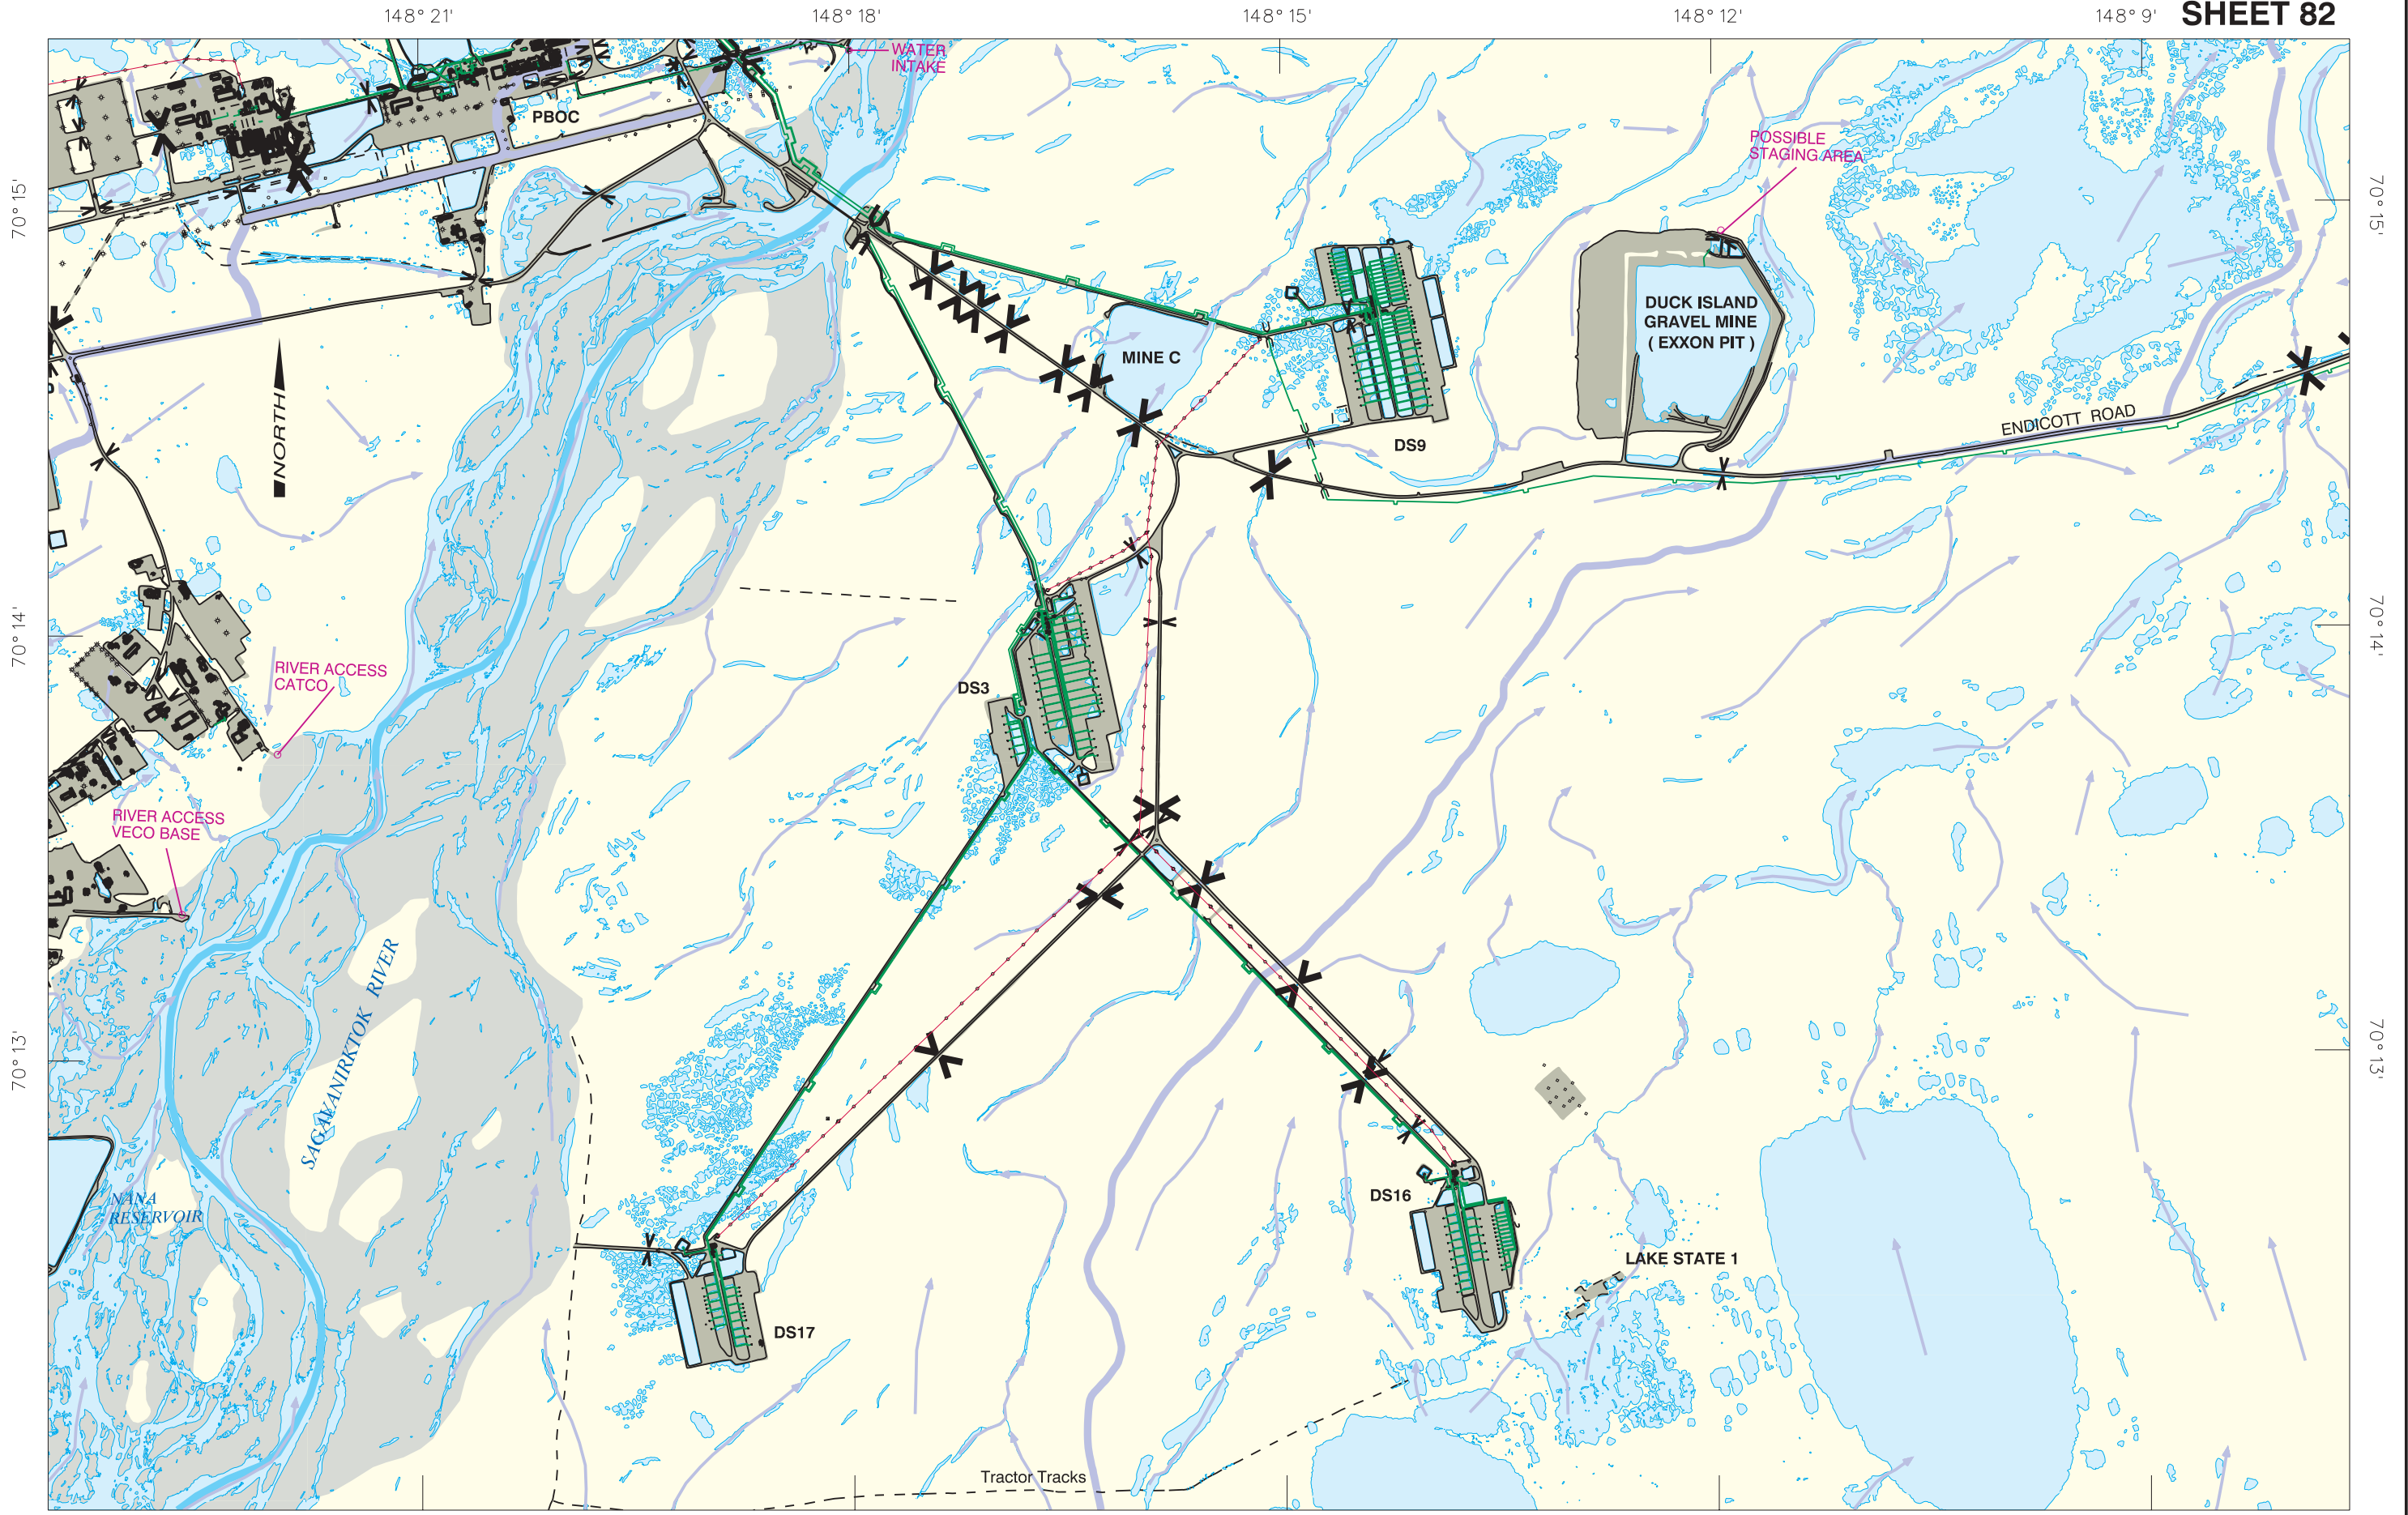 148° 21'
148° 18'
148° 15'
148° 12'
148° 9'
SHEET 82
WATER
INTAKE
PBOC
POSSIBLE
STAGING AREA
70° 15'
70° 15'
DUCK ISLAND
GRAVEL MINE
( EXXON PIT )
MINE C
NORTH
ENDICOTT ROAD
DS9
70° 14'
70° 14'
RIVER ACCESS
CATCO
DS3
RIVER ACCESS
VECO BASE
SAGAVANIRKTOK RIVER
70° 13'
70° 13'
NANA
RESERVOIR
DS16
LAKE STATE 1
DS17
Tractor Tracks